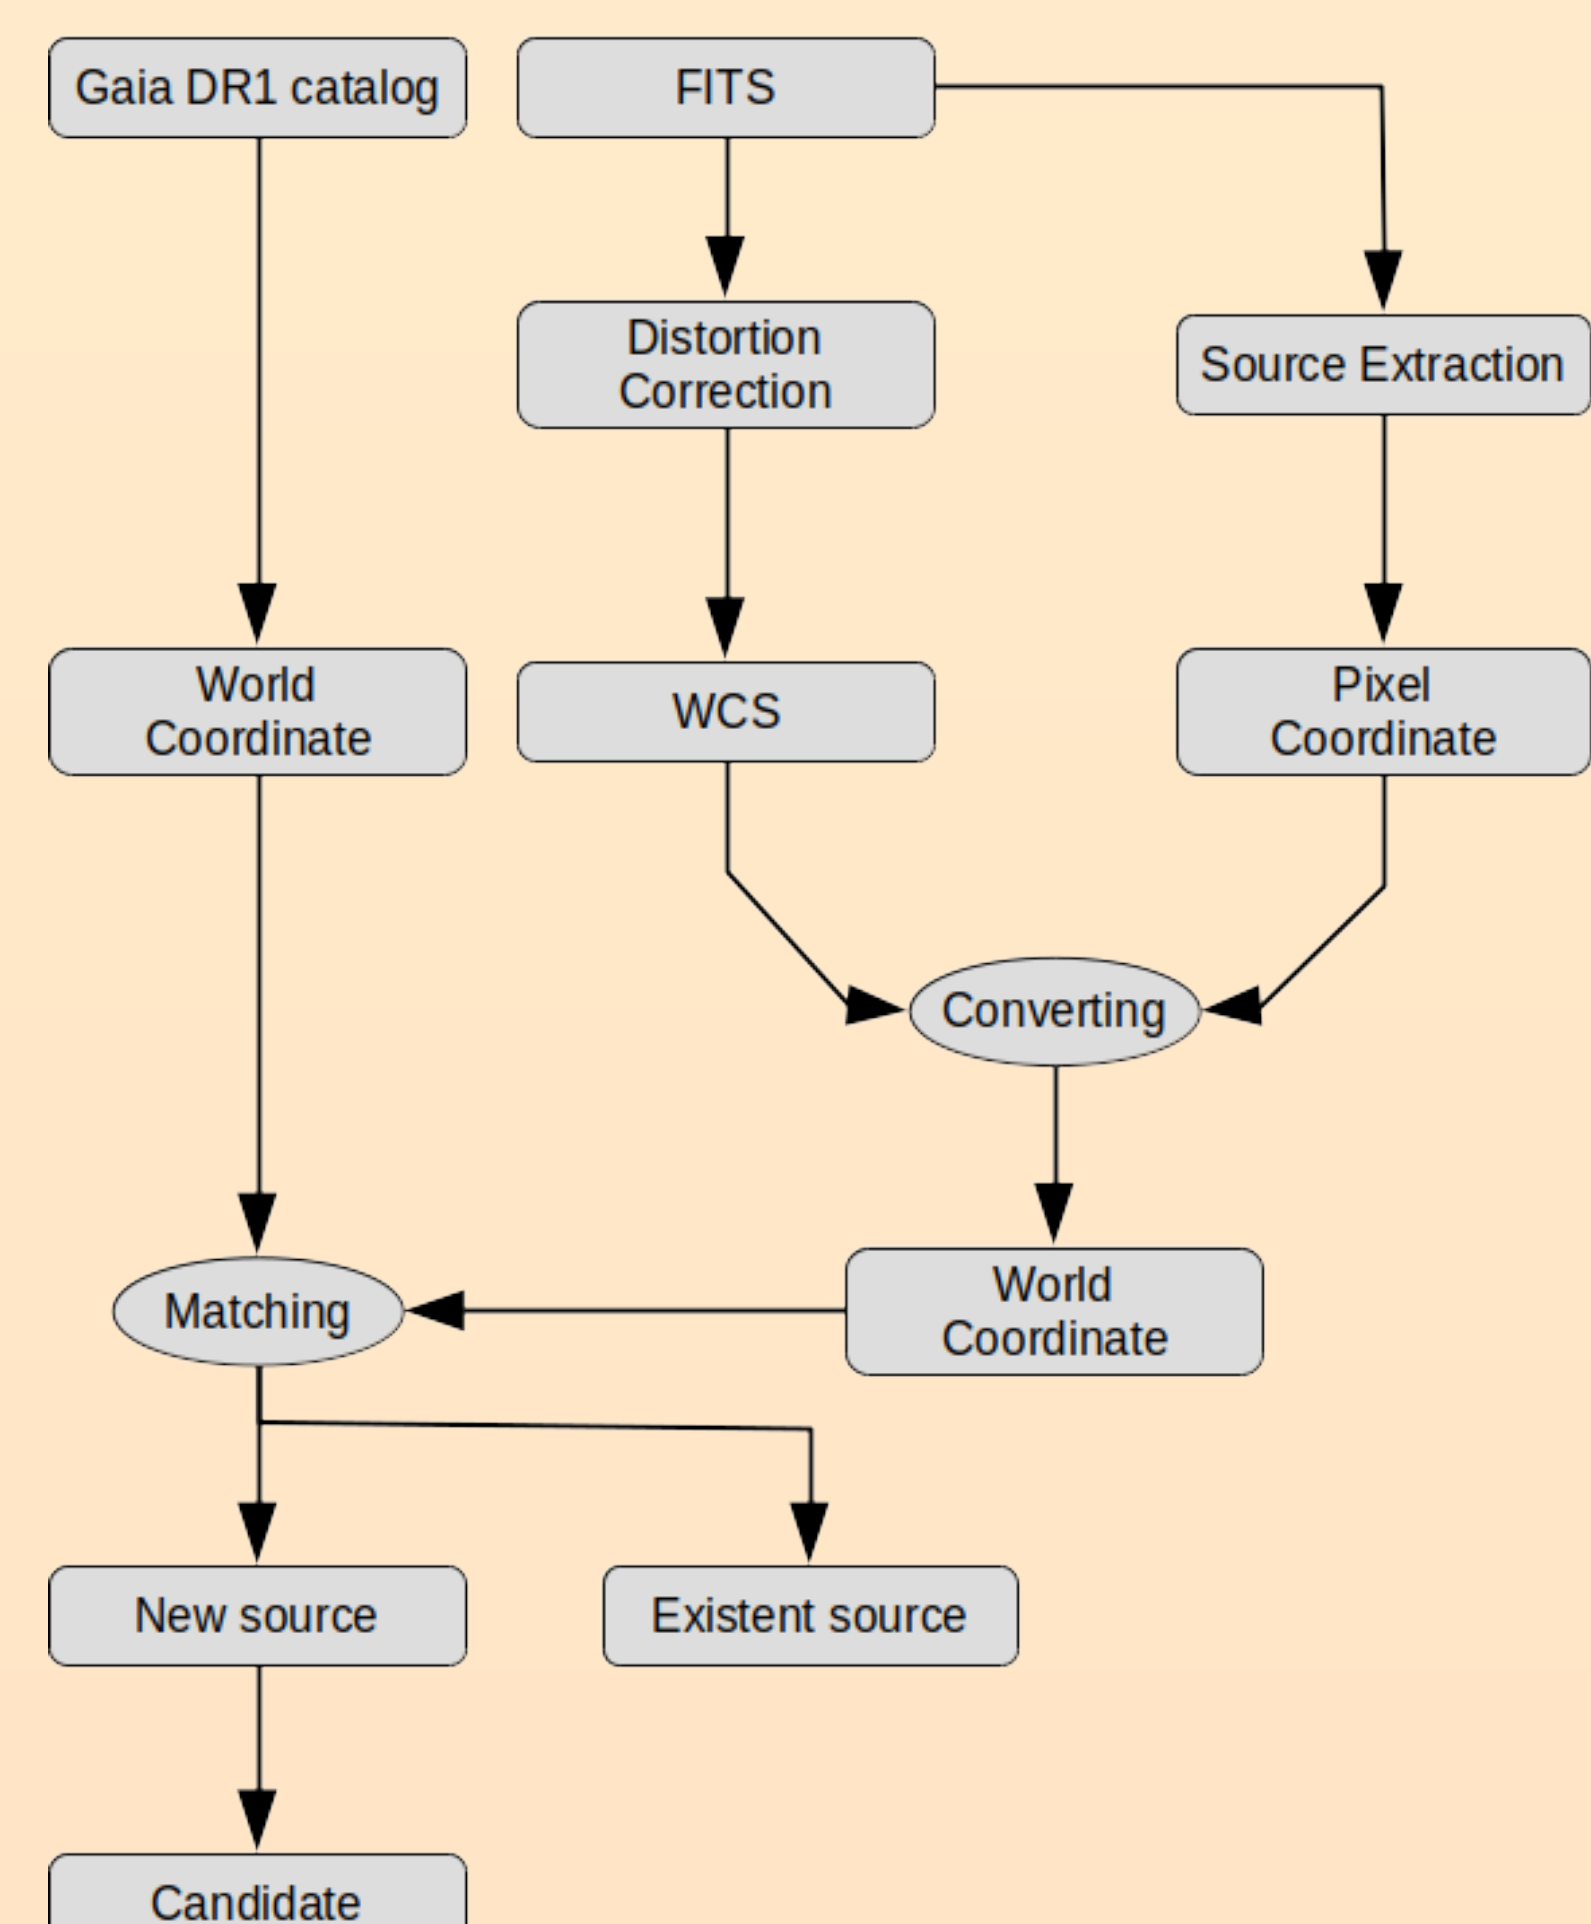 Gaia DR1 catalog
FITS
Distortion
Correction
Source Extraction
World
Coordinate
WCS
Pixel
Coordinate
Converting
Matching
World
Coordinate
New source
Existent source
Candidate